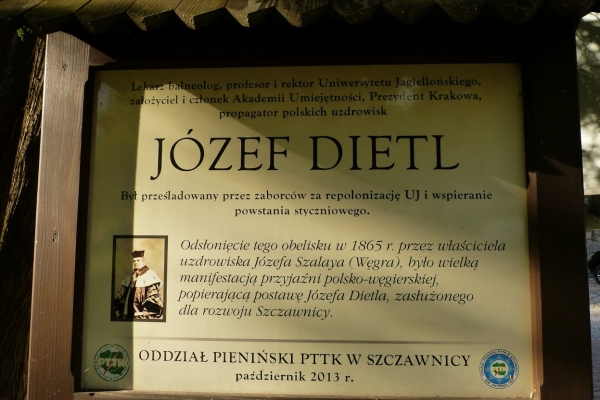 Lekarz balneolog, profesor i rektor Uniwersytetu Jagiellońskiego,
założyciel i członek Akademii Umiejętności, Prezydent Krakowa,
propagator polskich uzdrowisk
JÓZEF DIETL
Był prześladowany przez zaborców za repolonizację UJ i wspieranie
powstania styczniowego.
Odsłonięcie tego obelisku w 1865 r. przez właściciela
uzdrowiska Józefa Szalaya (Węgra), było wielką
manifestacją przyjaźni polsko-węgierskiej,
popierającą postawę Józefa Dietla, zasłużonego
dla rozwoju Szczawnicy.
PTTK
ODDZIAŁ PIENIŃSKI PTTK W SZCZAWNICY
październik 2013 r.
PTTK